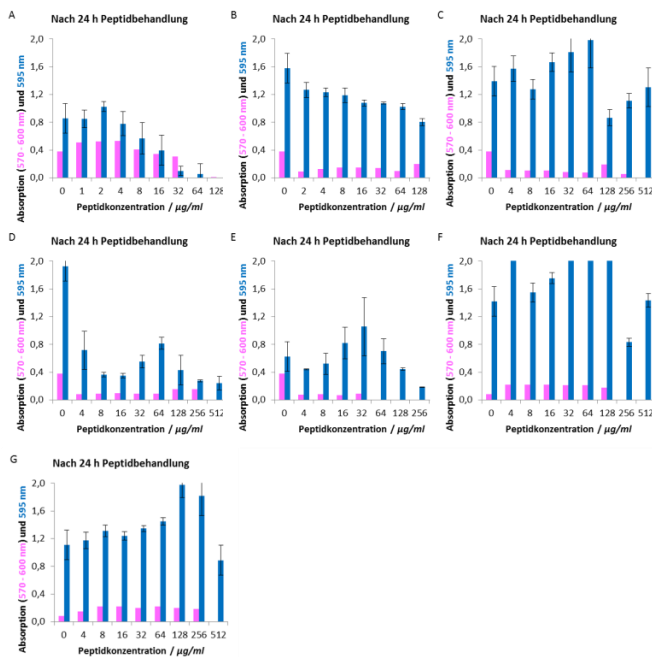 A Nach 24 h Peptidbehandlung
Absorption (570 - 600 nm) und 595 nm
2,0
1,6
1,2
0,8
0,4
0,0
0 1 2 4 8 16 32 64 128
Peptidkonzentration / µg/ml
B Nach 24 h Peptidbehandlung
Absorption (570 - 600 nm) und 595 nm
2,0
1,6
1,2
0,8
0,4
0,0
0 2 4 8 16 32 64 128
Peptidkonzentration / µg/ml
C Nach 24 h Peptidbehandlung
Absorption (570 - 600 nm) und 595 nm
2,0
1,6
1,2
0,8
0,4
0,0
0 4 8 16 32 64 128 256 512
Peptidkonzentration / µg/ml
D Nach 24 h Peptidbehandlung
Absorption (570 - 600 nm) und 595 nm
2,0
1,6
1,2
0,8
0,4
0,0
0 4 8 16 32 64 128 256 512
Peptidkonzentration / µg/ml
E Nach 24 h Peptidbehandlung
Absorption (570 - 600 nm) und 595 nm
2,0
1,6
1,2
0,8
0,4
0,0
0 4 8 16 32 64 128 256
Peptidkonzentration / µg/ml
F Nach 24 h Peptidbehandlung
Absorption (570 - 600 nm) und 595 nm
2,0
1,6
1,2
0,8
0,4
0,0
0 4 8 16 32 64 128 256 512
Peptidkonzentration / µg/ml
G Nach 24 h Peptidbehandlung
Absorption (570 - 600 nm) und 595 nm
2,0
1,6
1,2
0,8
0,4
0,0
0 4 8 16 32 64 128 256 512
Peptidkonzentration / µg/ml